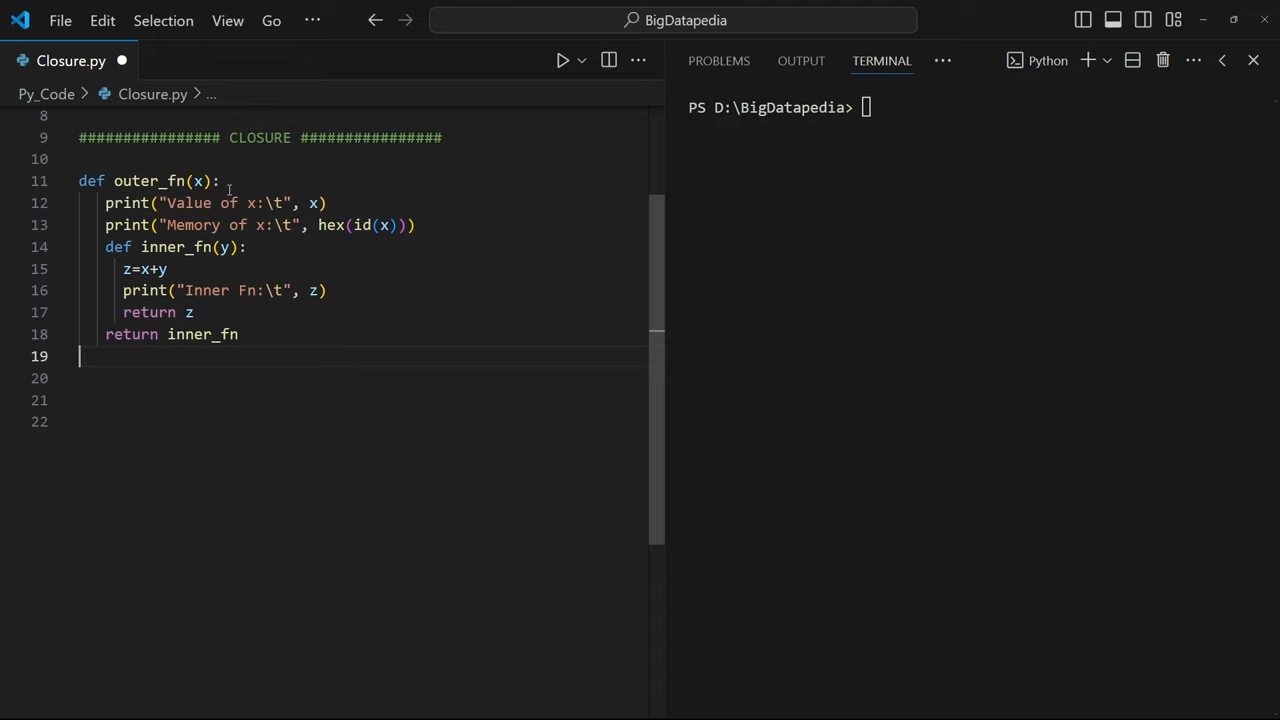 File Edit Selection View Go ··· BigDatapedia
Closure.py
PROBLEMS OUTPUT TERMINAL ··· Python
Py_Code > Closure.py > ...
PS D:\BigDatapedia>
8
9 ################ CLOSURE ################
10
11 def outer_fn(x):
12 print("Value of x:\t", x)
13 print("Memory of x:\t", hex(id(x)))
14 def inner_fn(y):
15 z=x+y
16 print("Inner Fn:\t", z)
17 return z
18 return inner_fn
19
20
21
22